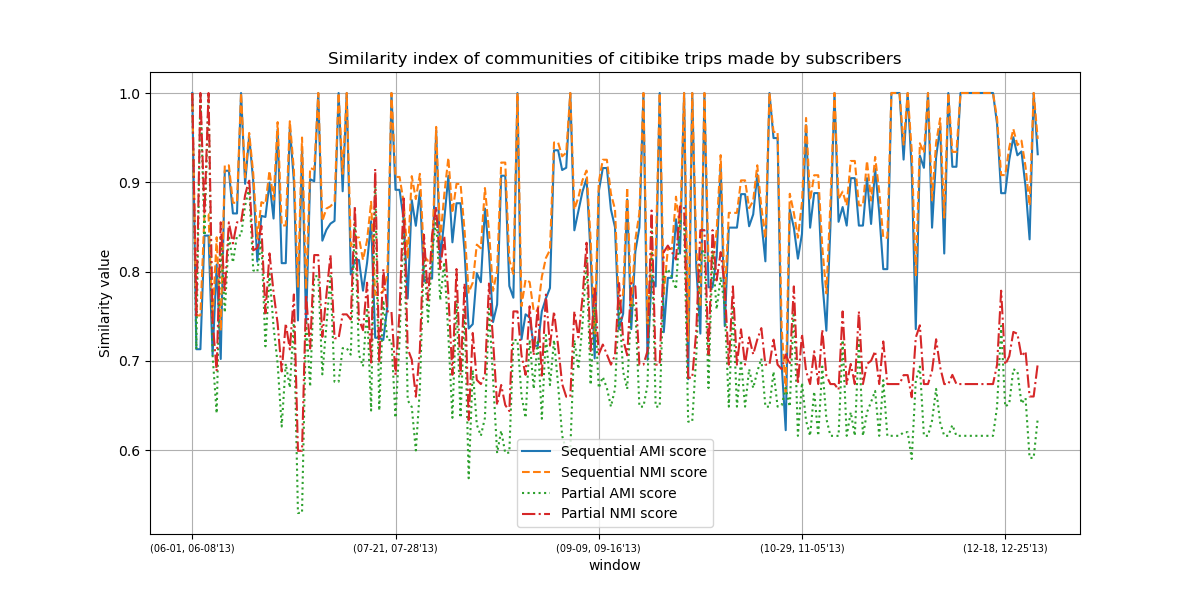 Similarity index of communities of citibike trips made by subscribers
Similarity value
1.0
0.9
0.8
0.7
0.6
Sequential AMI score
Sequential NMI score
Partial AMI score
Partial NMI score
(06-01, 06-08'13)
(07-21, 07-28'13)
(09-09, 09-16'13)
(10-29, 11-05'13)
(12-18, 12-25'13)
window